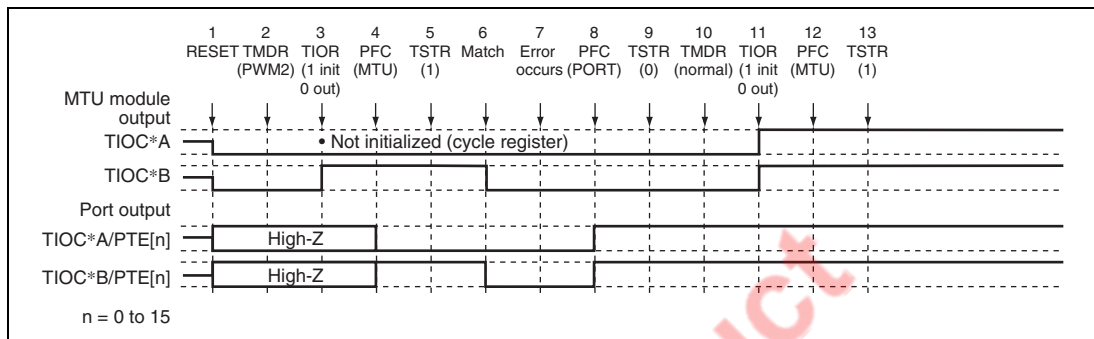 1 2 3 4 5 6 7 8 9 10 11 12 13
RESET TMDR TIOR PFC TSTR Match Error PFC TSTR TMDR TIOR PFC TSTR
(PWM2) (1 init (MTU) (1) occurs (PORT) (0) (normal) (1 init (MTU) (1)
0 out) 0 out)
MTU module
output
TIOC*A
• Not initialized (cycle register)
TIOC*B
Port output
TIOC*A/PTE[n] High-Z
TIOC*B/PTE[n] High-Z
n = 0 to 15
uct